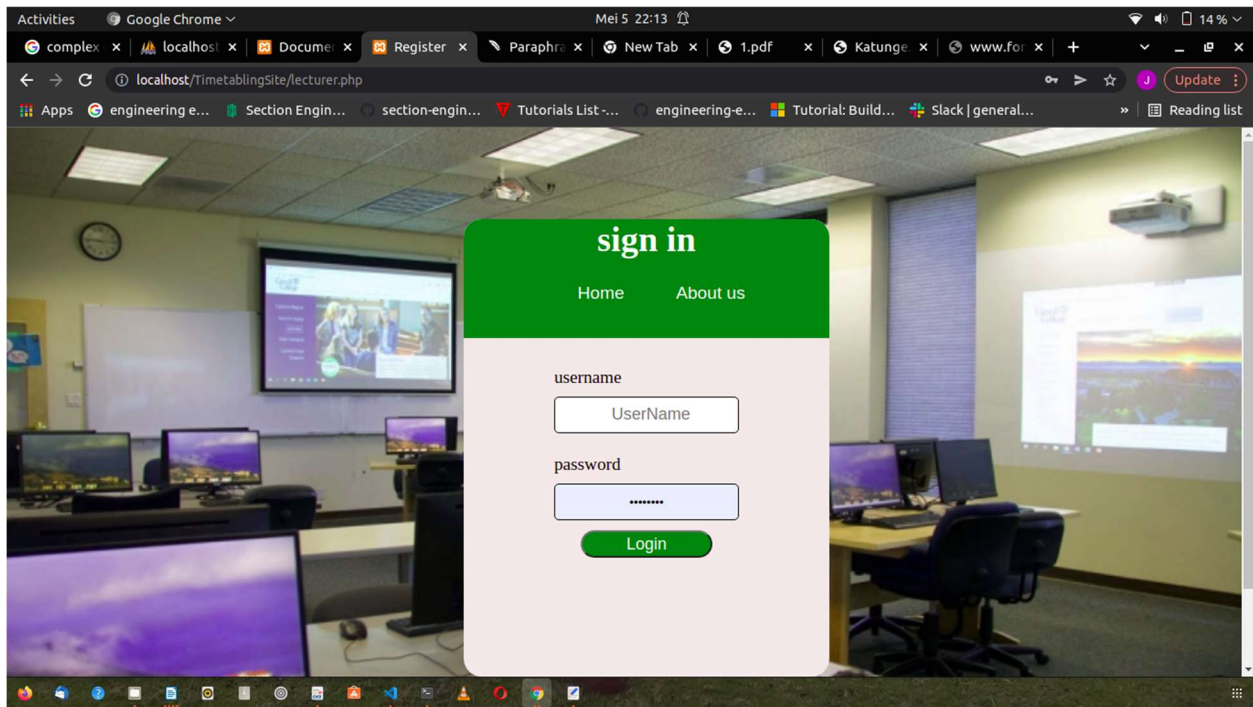 Activities Google Chrome Mei 5 22:13 14 %
complex localhost Documen Register Paraphra New Tab 1.pdf Katunge. www.for
localhost/TimetablingSite/lecturer.php J Update
Apps engineering e... Section Engin... section-engin... Tutorials List -... engineering-e... Tutorial: Build... Slack | general... » Reading list
sign in
Home About us
username
UserName
password
Login